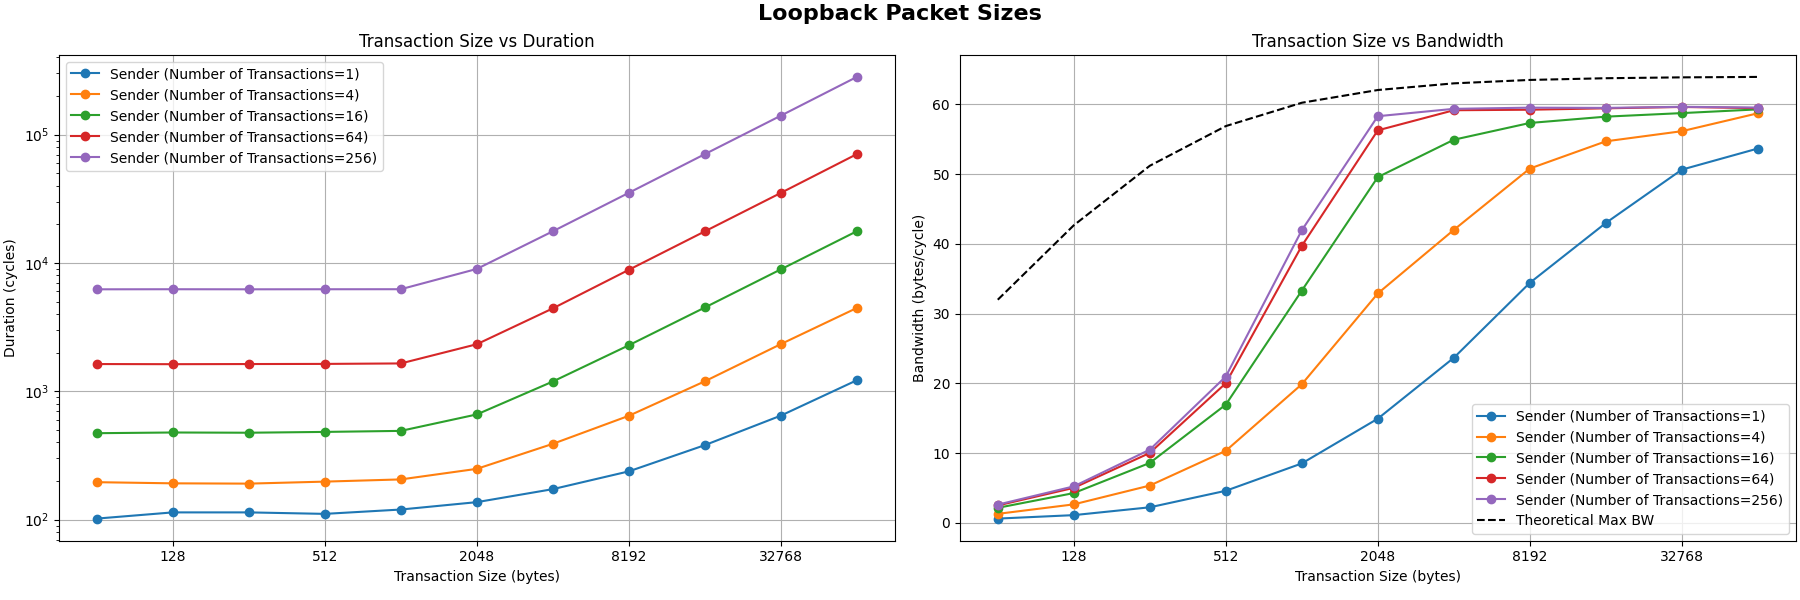 Loopback Packet Sizes
Transaction Size vs Duration
Sender (Number of Transactions=1)
Sender (Number of Transactions=4)
Sender (Number of Transactions=16)
Sender (Number of Transactions=64)
Sender (Number of Transactions=256)
Duration (cycles)
10⁵
10⁴
10³
10²
128 512 2048 8192 32768
Transaction Size (bytes)
Transaction Size vs Bandwidth
Bandwidth (bytes/cycle)
60
50
40
30
20
10
0
Sender (Number of Transactions=1)
Sender (Number of Transactions=4)
Sender (Number of Transactions=16)
Sender (Number of Transactions=64)
Sender (Number of Transactions=256)
Theoretical Max BW
128 512 2048 8192 32768
Transaction Size (bytes)